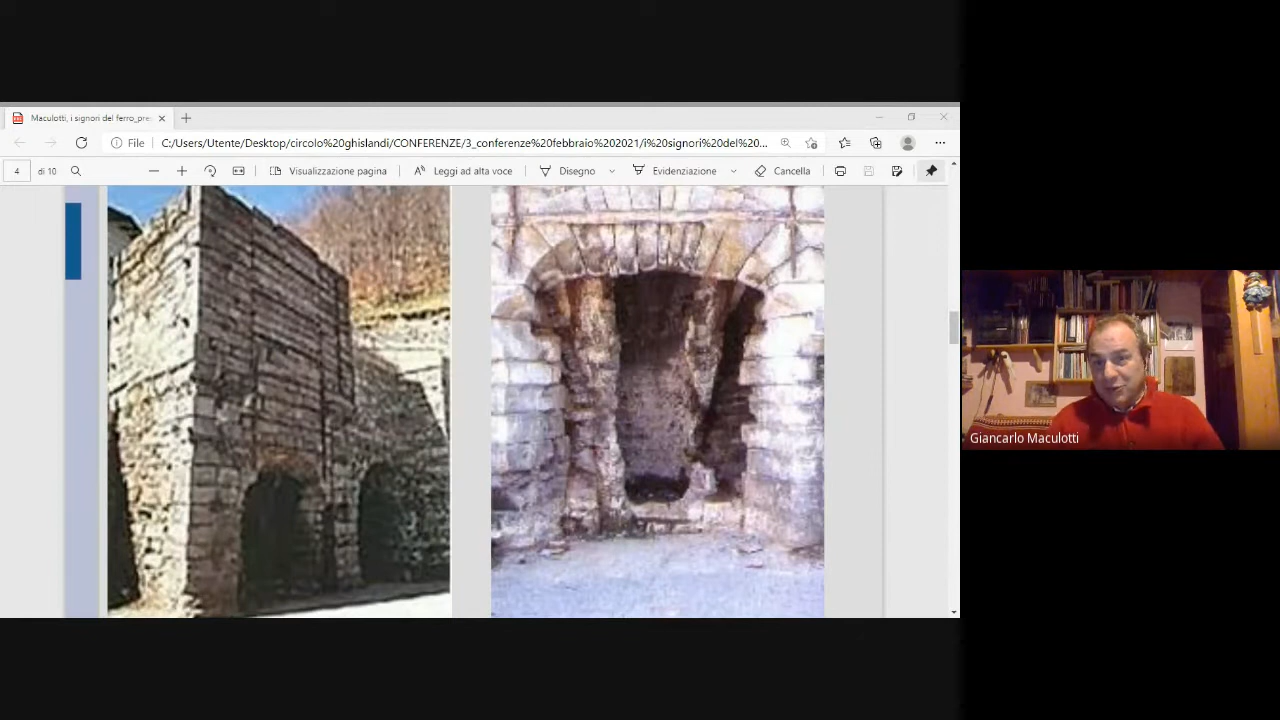 Maculotti, i signori del ferro_pre
File C:/Users/Utente/Desktop/circolo%20ghislandi/CONFERENZE/3_conferenze%20febbraio%202021/i%20signori%20del%20...
4 di 10 Visualizzazione pagina Leggi ad alta voce Disegno Evidenziazione Cancella
Giancarlo Maculotti